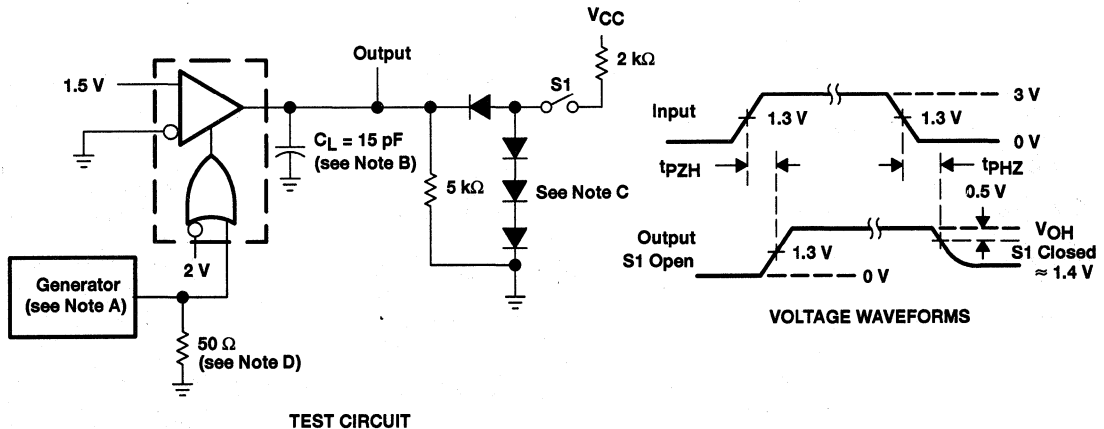 VCC
2 kΩ
Output
S1
1.5 V
CL = 15 pF
(see Note B)
5 kΩ
See Note C
2 V
Generator
(see Note A)
50 Ω
(see Note D)
TEST CIRCUIT
Input
1.3 V
1.3 V
3 V
0 V
tPZH
tPHZ
0.5 V
Output
S1 Open
1.3 V
0 V
VOH
S1 Closed
≈ 1.4 V
VOLTAGE WAVEFORMS